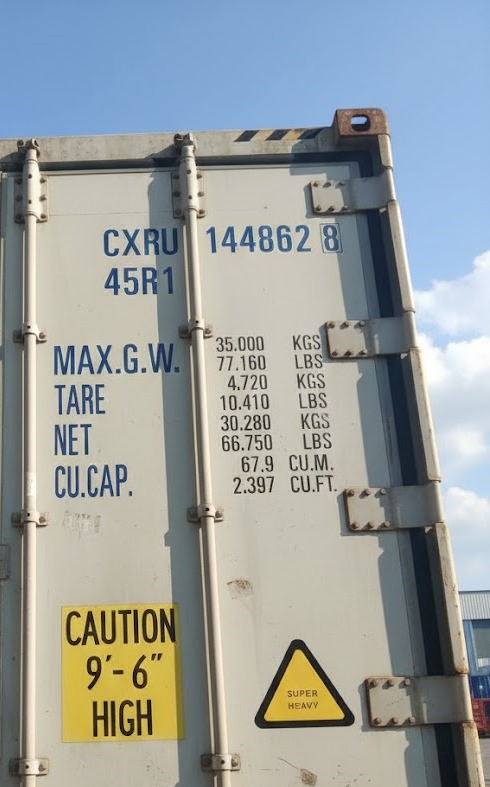 CXRU 144862 8
45R1
MAX.G.W. 35.000 KGS
77.160 LBS
TARE 4.720 KGS
10.410 LBS
NET 30.280 KGS
66.750 LBS
CU.CAP. 67.9 CU.M.
2.397 CU.FT.
CAUTION
9'-6"
HIGH
SUPER
HEAVY